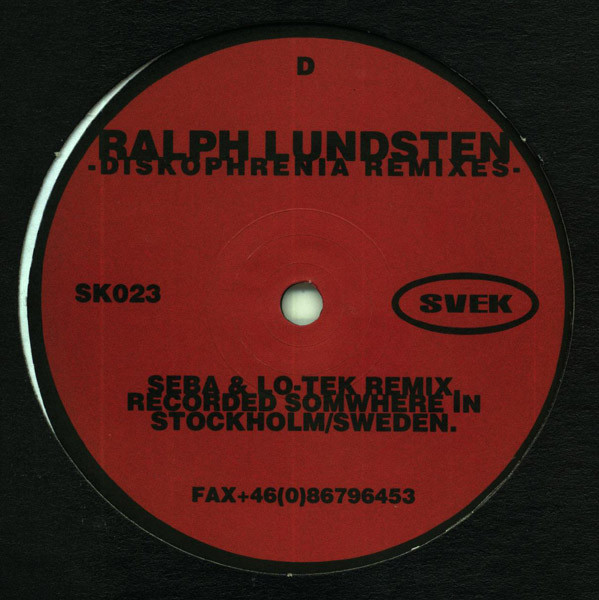 D
RALPH LUNDSTEN
-DISKOPHRENIA REMIXES-
SK023
SVEK
SEBA & LO-TEK REMIX
RECORDED SOMWHERE IN
STOCKHOLM/SWEDEN.
FAX+46(0)86796453